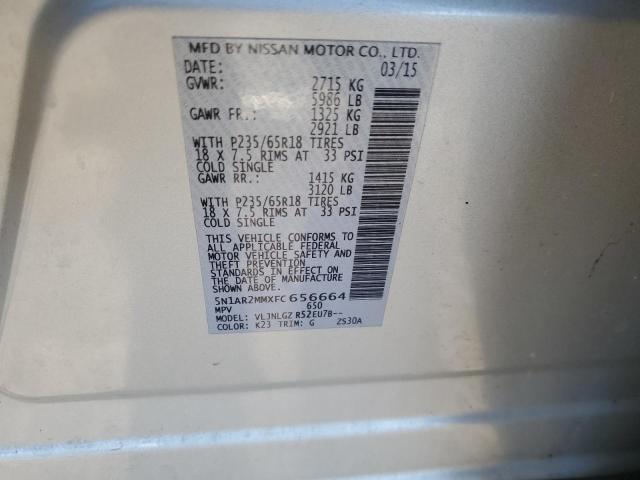 MFD BY NISSAN MOTOR CO., LTD.
DATE: 03/15
GVWR: 2715 KG
5986 LB
GAWR FR.: 1325 KG
2921 LB
WITH P235/65R18 TIRES
18 X 7.5 RIMS AT 33 PSI
COLD SINGLE
GAWR RR.: 1415 KG
3120 LB
WITH P235/65R18 TIRES
18 X 7.5 RIMS AT 33 PSI
COLD SINGLE
THIS VEHICLE CONFORMS TO
ALL APPLICABLE FEDERAL
MOTOR VEHICLE SAFETY AND
THEFT PREVENTION
STANDARDS IN EFFECT ON
THE DATE OF MANUFACTURE
SHOWN ABOVE.
5N1AR2MMXFC656664
MPV 650
MODEL: VLJNLGZ R52EU7B--
COLOR: K23 TRIM: G ZS30A